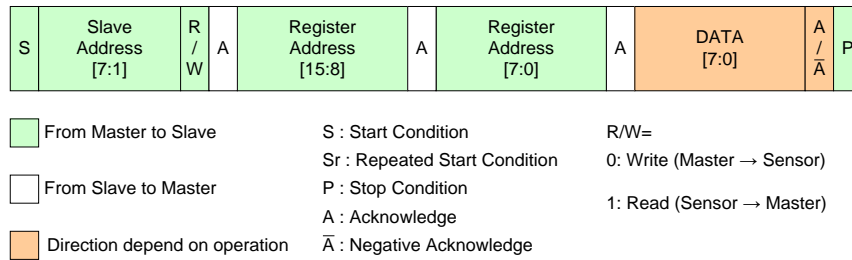 S
Slave
Address
[7:1]
R
/
W
A
Register
Address
[15:8]
A
Register
Address
[7:0]
A
DATA
[7:0]
A
/
A̅
P
From Master to Slave
From Slave to Master
Direction depend on operation
S : Start Condition
Sr : Repeated Start Condition
P : Stop Condition
A : Acknowledge
A̅ : Negative Acknowledge
R/W=
0: Write (Master → Sensor)
1: Read (Sensor → Master)